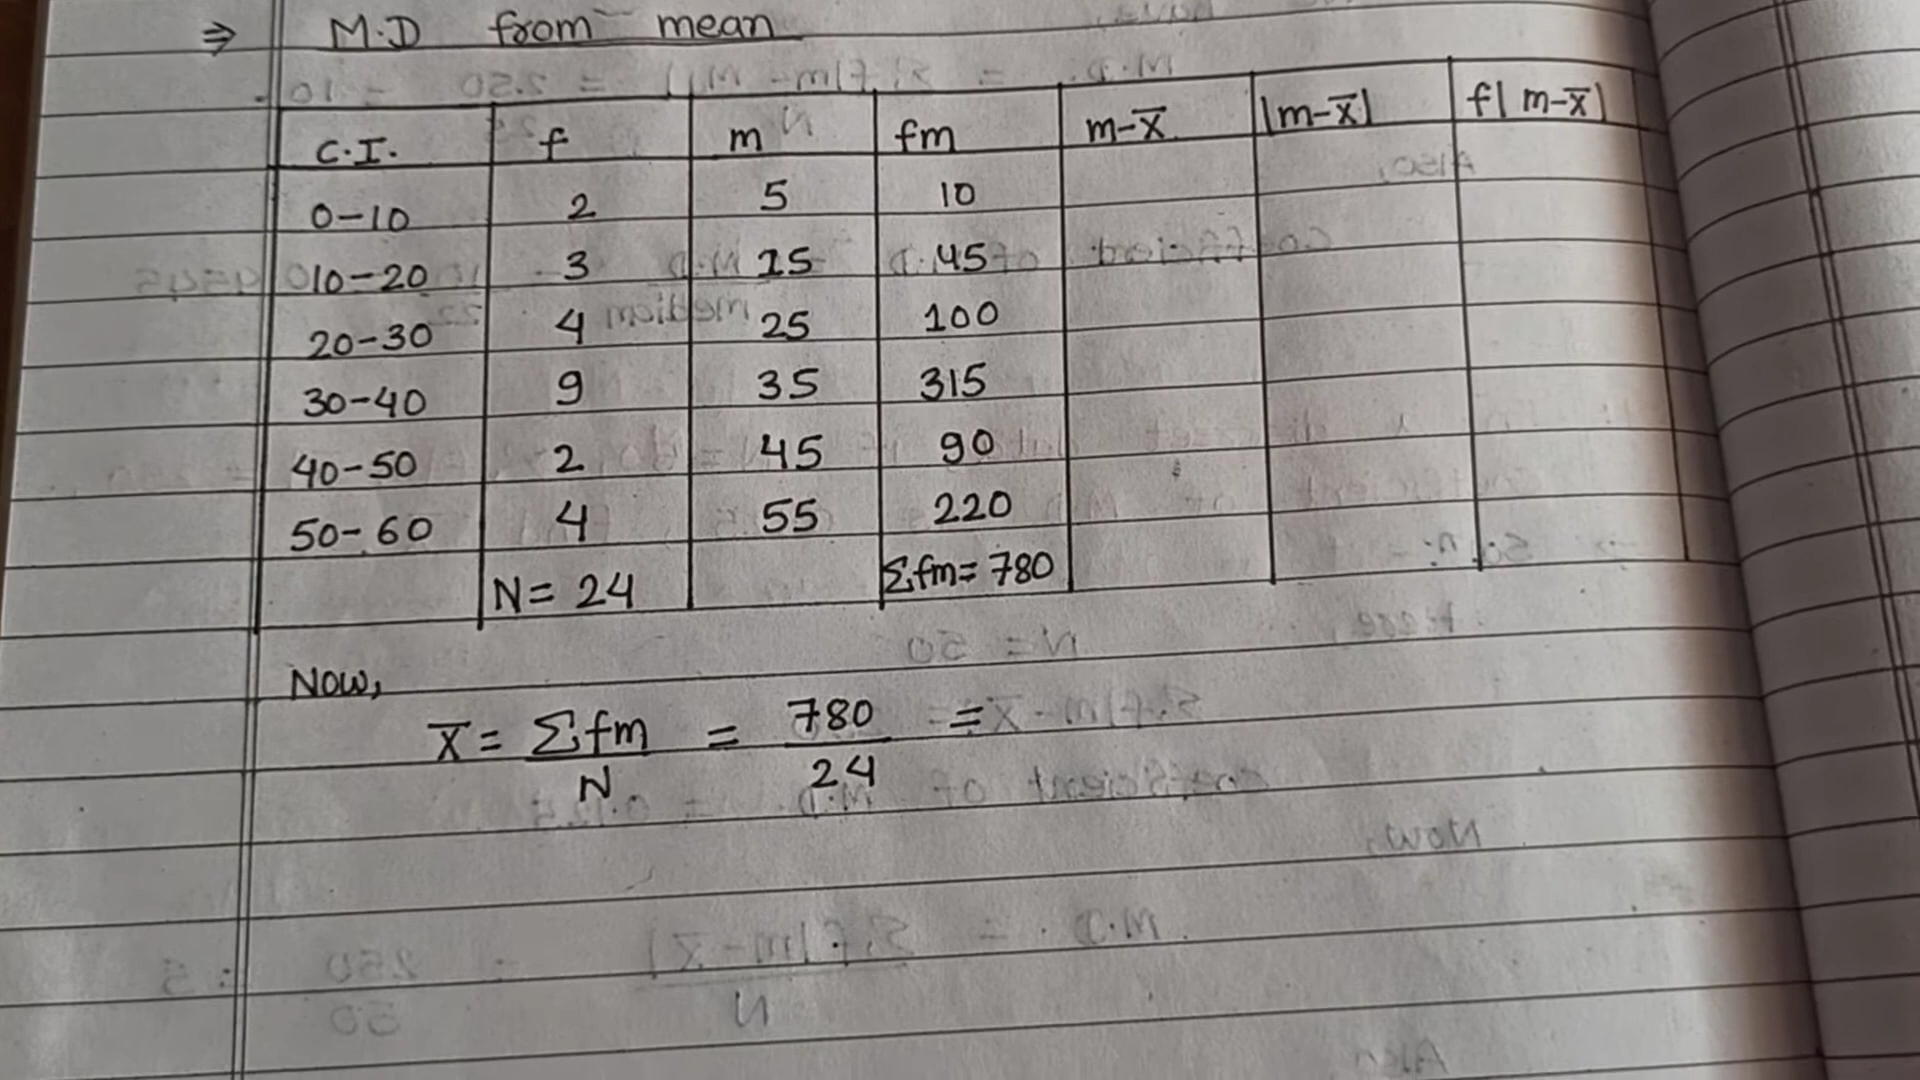 ⇒ M.D from mean
C.I. f m fm m-x̄ |m-x̄| f|m-x̄|
0-10 2 5 10
10-20 3 15 45
20-30 4 25 100
30-40 9 35 315
40-50 2 45 90
50-60 4 55 220
N = 24 Σfm = 780
Now,
x̄ = Σfm / N = 780 / 24 =